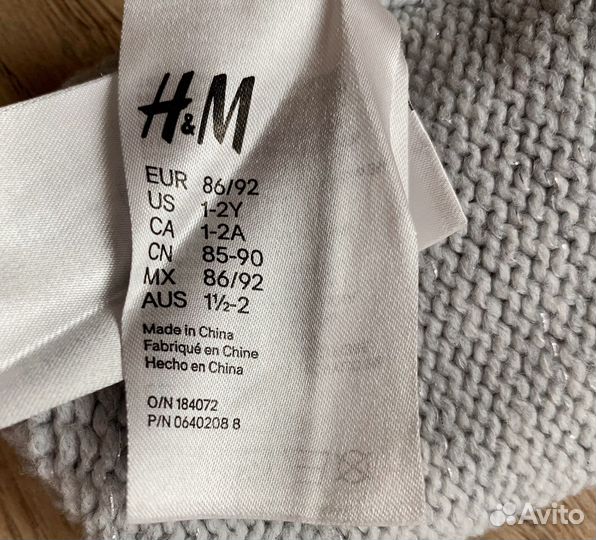 H&M
EUR 86/92
US 1-2Y
CA 1-2A
CN 85-90
MX 86/92
AUS 1½-2
Made in China
Fabriqué en Chine
Hecho en China
O/N 184072
P/N 0640208 8
Avito